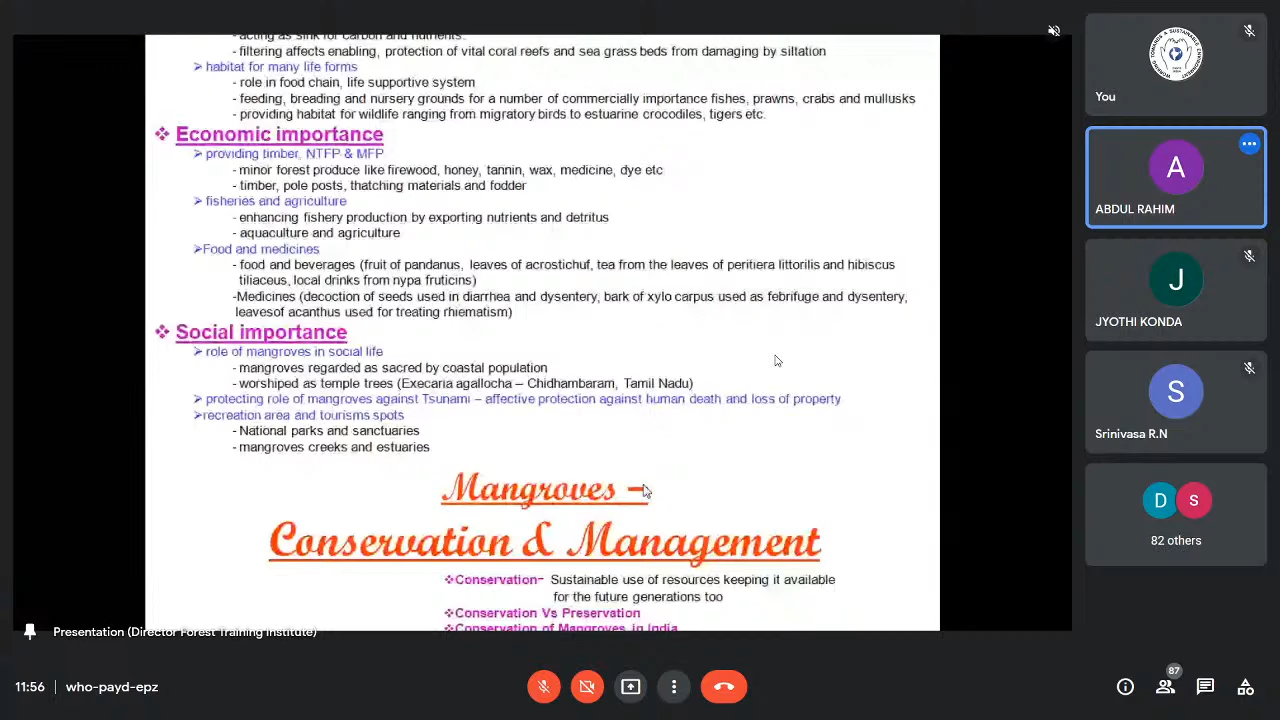 acting as sink for carbon and nutrients.
- filtering affects enabling, protection of vital coral reefs and sea grass beds from damaging by siltation
➢ habitat for many life forms
- role in food chain, life supportive system
- feeding, breading and nursery grounds for a number of commercially importance fishes, prawns, crabs and mullusks
- providing habitat for wildlife ranging from migratory birds to estuarine crocodiles, tigers etc.
❖ Economic importance
➢ providing timber, NTFP & MFP
- minor forest produce like firewood, honey, tannin, wax, medicine, dye etc
- timber, pole posts, thatching materials and fodder
➢ fisheries and agriculture
- enhancing fishery production by exporting nutrients and detritus
- aquaculture and agriculture
➢Food and medicines
- food and beverages (fruit of pandanus, leaves of acrostichuf, tea from the leaves of peritiera littorilis and hibiscus
tiliaceus, local drinks from nypa fruticins)
-Medicines (decoction of seeds used in diarrhea and dysentery, bark of xylo carpus used as febrifuge and dysentery,
leavesof acanthus used for treating rhiematism)
❖ Social importance
➢ role of mangroves in social life
- mangroves regarded as sacred by coastal population
- worshiped as temple trees (Execaria agallocha – Chidhambaram, Tamil Nadu)
➢ protecting role of mangroves against Tsunami – affective protection against human death and loss of property
➢recreation area and tourisms spots
- National parks and sanctuaries
- mangroves creeks and estuaries
Mangroves –
Conservation & Management
❖Conservation– Sustainable use of resources keeping it available
for the future generations too
❖Conservation Vs Preservation
❖Conservation of Mangroves in India
Presentation (Director Forest Training Institute)
You
A
ABDUL RAHIM
J
JYOTHI KONDA
S
Srinivasa R.N
D S
82 others
11:56 | who-payd-epz
87